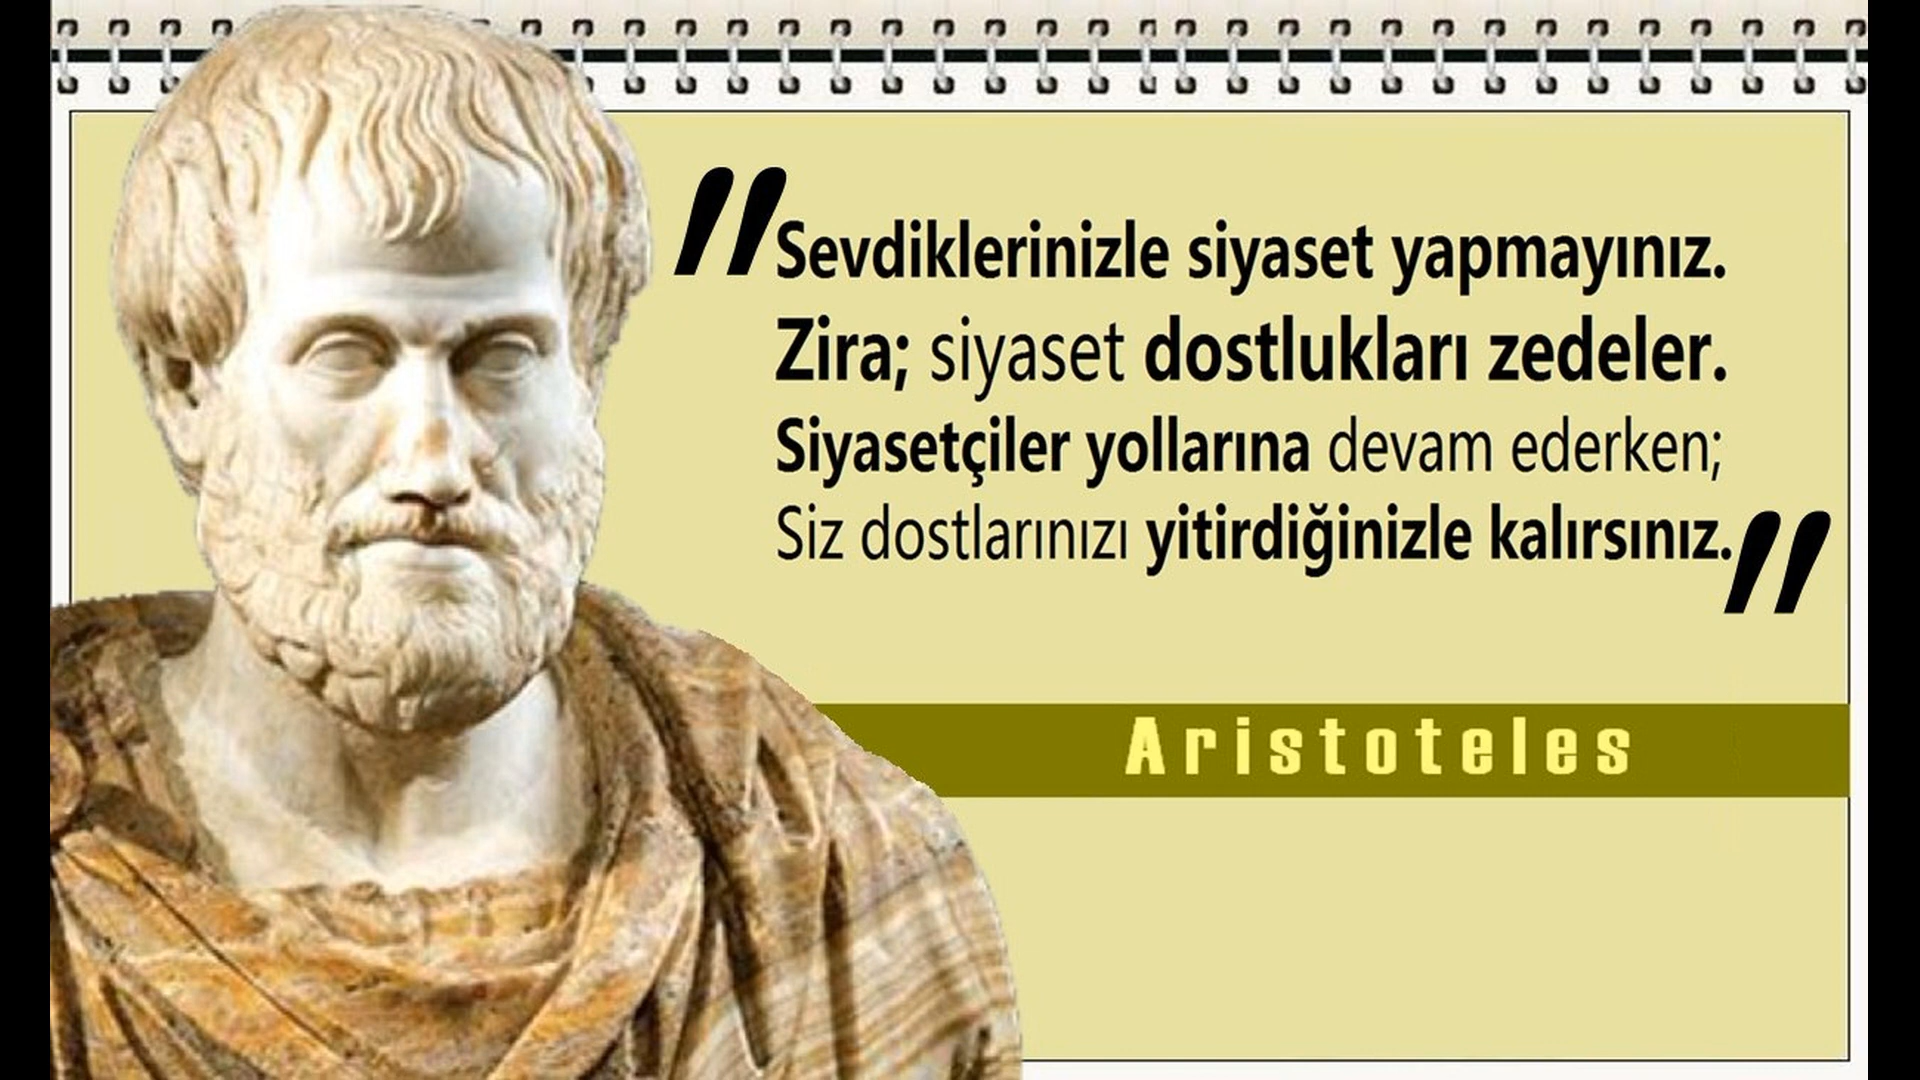 "Sevdiklerinizle siyaset yapmayınız.
Zira; siyaset dostlukları zedeler.
Siyasetçiler yollarına devam ederken;
Siz dostlarınızı yitirdiğinizle kalırsınız."
Aristoteles